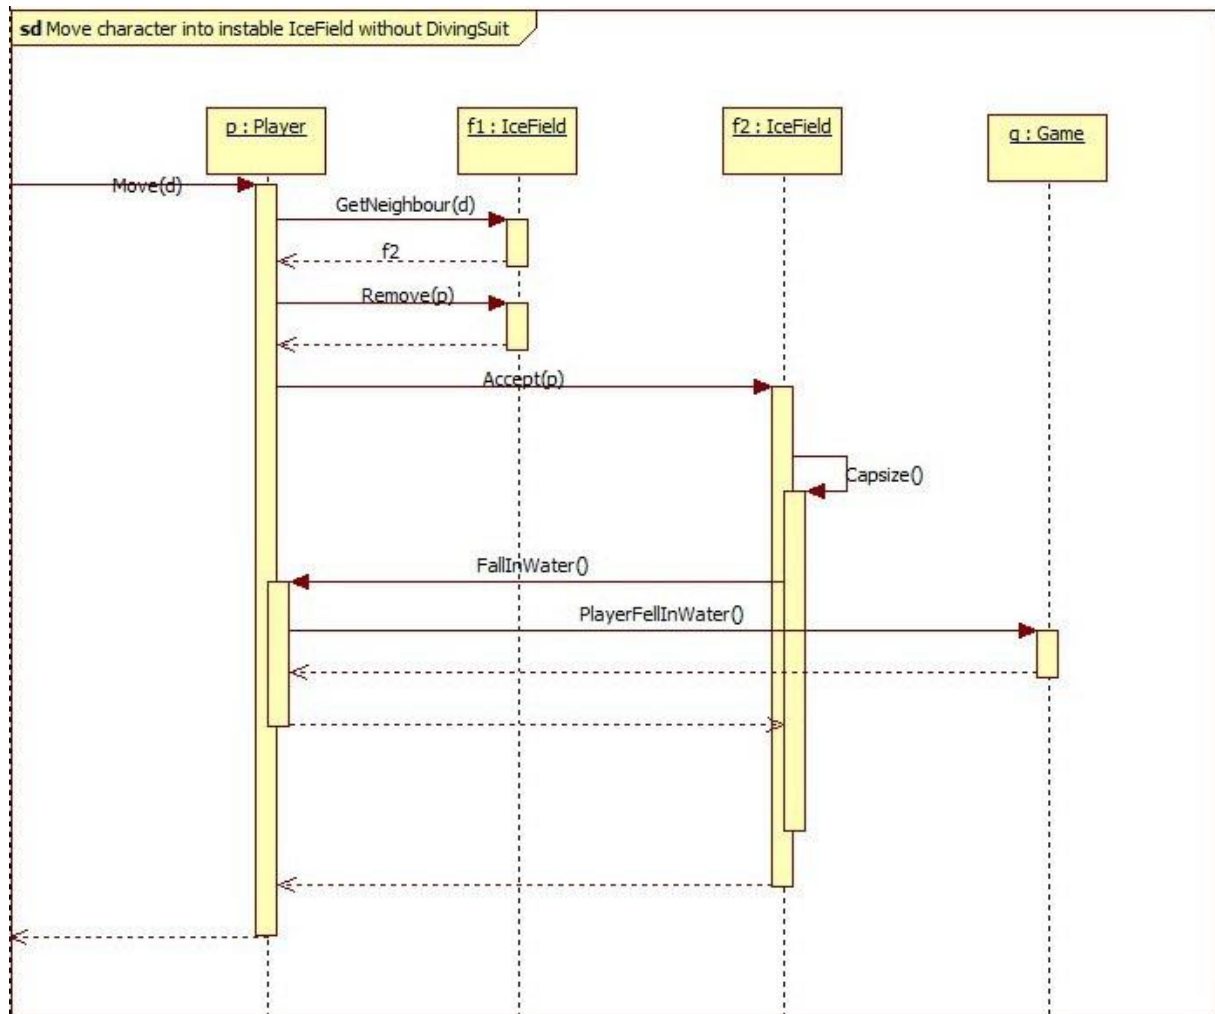 sd Move character into instable IceField without DivingSuit
p : Player
f1 : IceField
f2 : IceField
g : Game
Move(d)
GetNeighbour(d)
f2
Remove(p)
Accept(p)
Capsize()
FallInWater()
PlayerFellInWater()